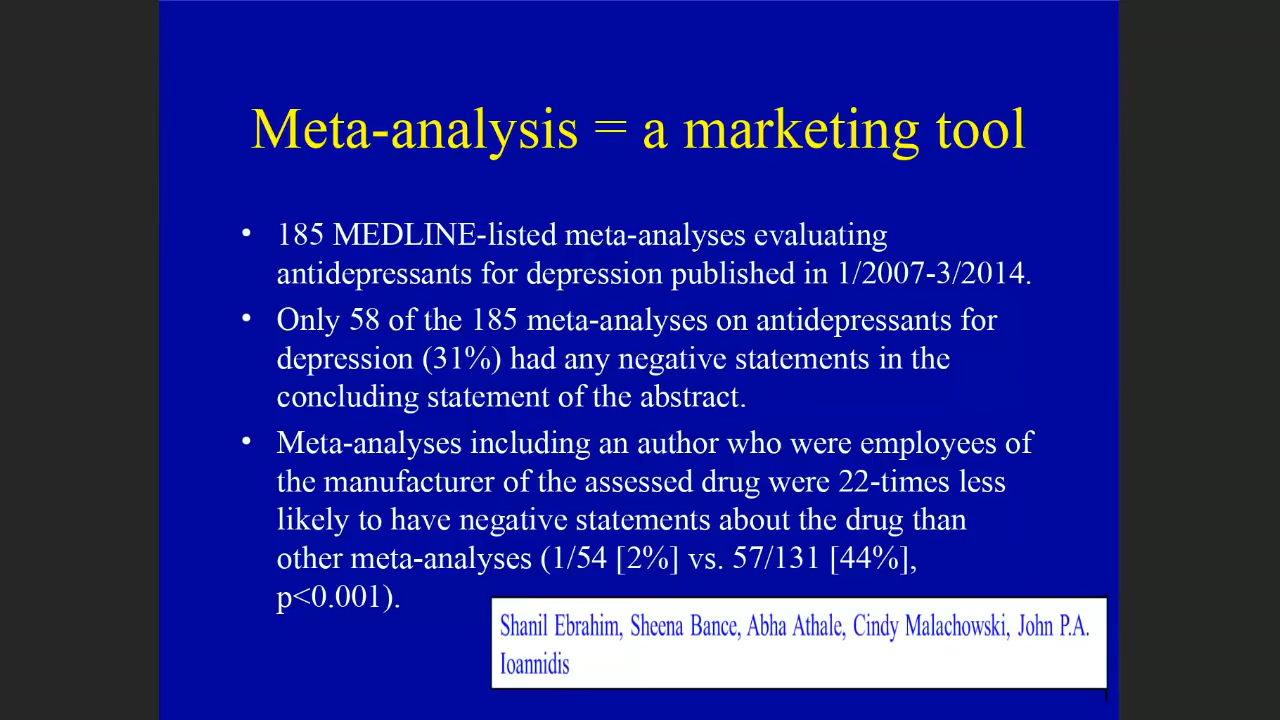 Meta-analysis = a marketing tool
• 185 MEDLINE-listed meta-analyses evaluating
antidepressants for depression published in 1/2007-3/2014.
• Only 58 of the 185 meta-analyses on antidepressants for
depression (31%) had any negative statements in the
concluding statement of the abstract.
• Meta-analyses including an author who were employees of
the manufacturer of the assessed drug were 22-times less
likely to have negative statements about the drug than
other meta-analyses (1/54 [2%] vs. 57/131 [44%],
p<0.001).
Shanil Ebrahim, Sheena Bance, Abha Athale, Cindy Malachowski, John P.A.
Ioannidis